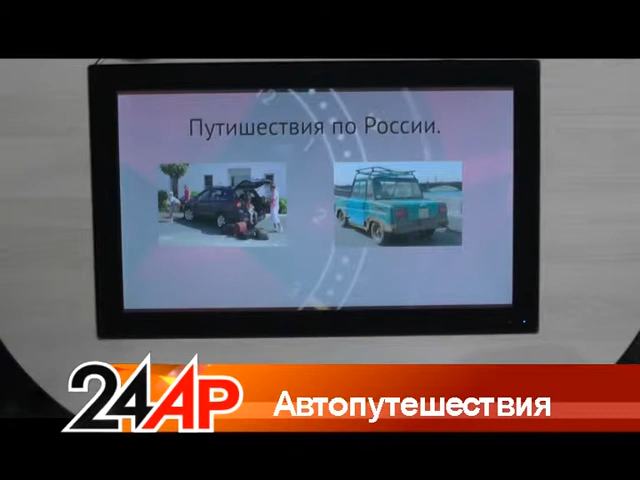 Путишествия по России.
24АР
Автопутешествия